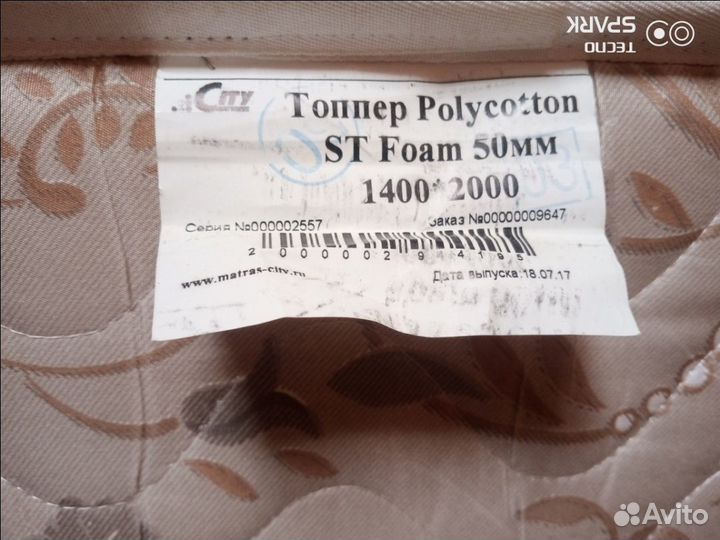 TECNO
SPARK
CITY
Топпер Polycotton
ST Foam 50мм
1400*2000
Серия №000002557
Заказ №00000009647
2000002944195
www.matras-city.ru
Дата выпуска:18.07.17
Avito